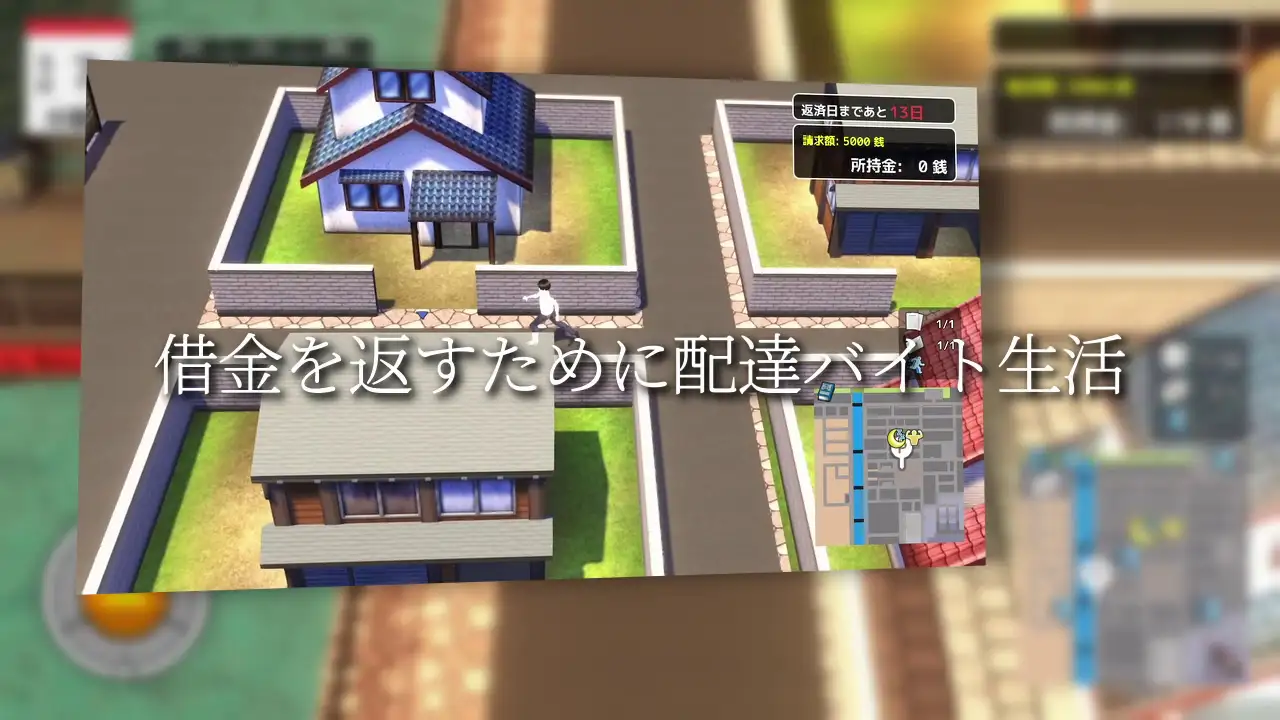 返済日まであと13日
請求額: 5000 銭
所持金: 0 銭
1/1
1/1
借金を返すために配達バイト生活